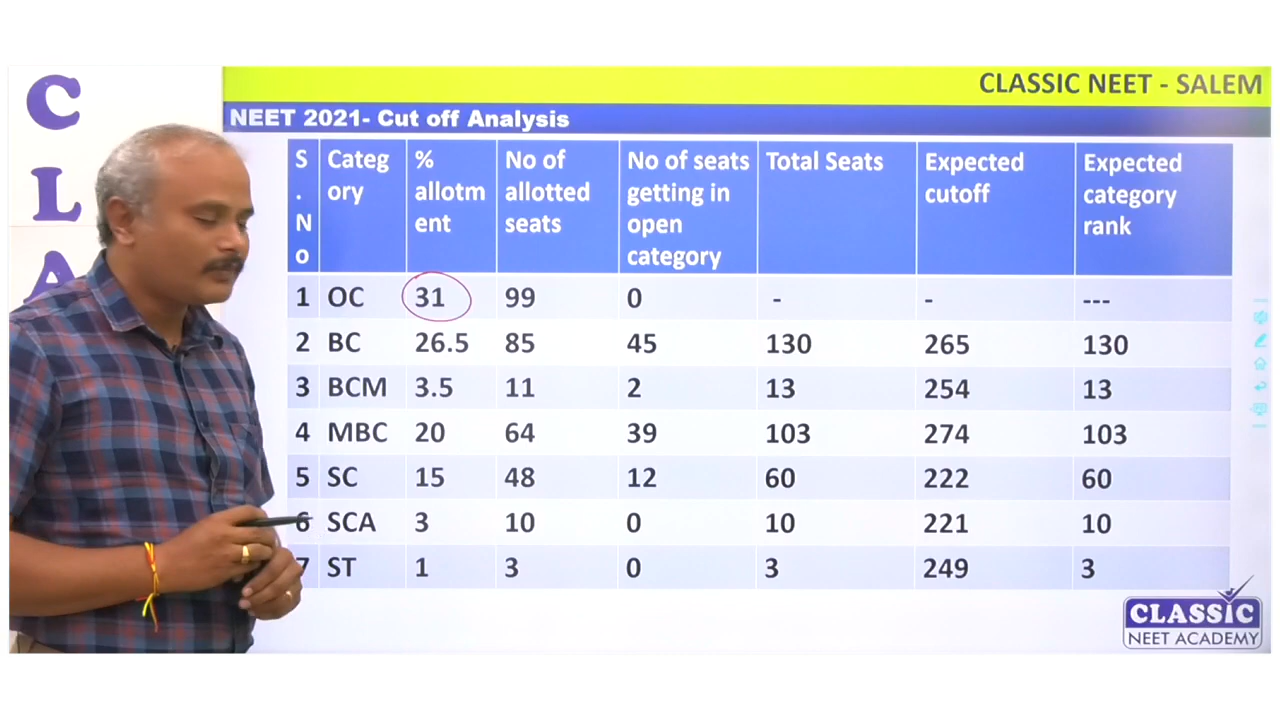 C
L
A
CLASSIC NEET - SALEM
NEET 2021- Cut off Analysis
S . N o | Categ ory | % allotm ent | No of allotted seats | No of seats getting in open category | Total Seats | Expected cutoff | Expected category rank
1 OC 31 99 0 - - ---
2 BC 26.5 85 45 130 265 130
3 BCM 3.5 11 2 13 254 13
4 MBC 20 64 39 103 274 103
5 SC 15 48 12 60 222 60
6 SCA 3 10 0 10 221 10
7 ST 1 3 0 3 249 3
CLASSIC
NEET ACADEMY